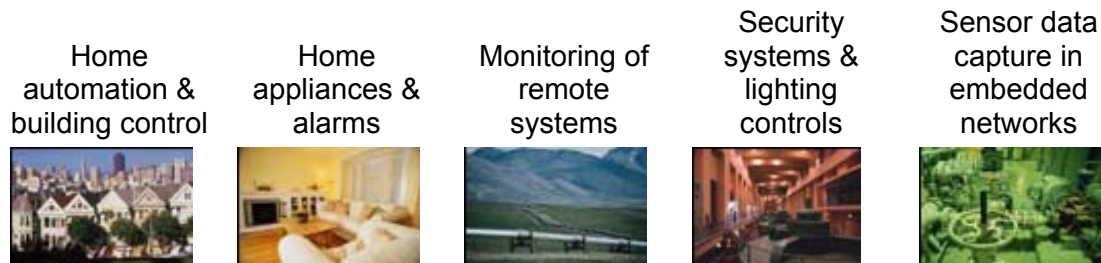 Home
automation &
building control
Home
appliances &
alarms
Monitoring of
remote
systems
Security
systems &
lighting
controls
Sensor data
capture in
embedded
networks